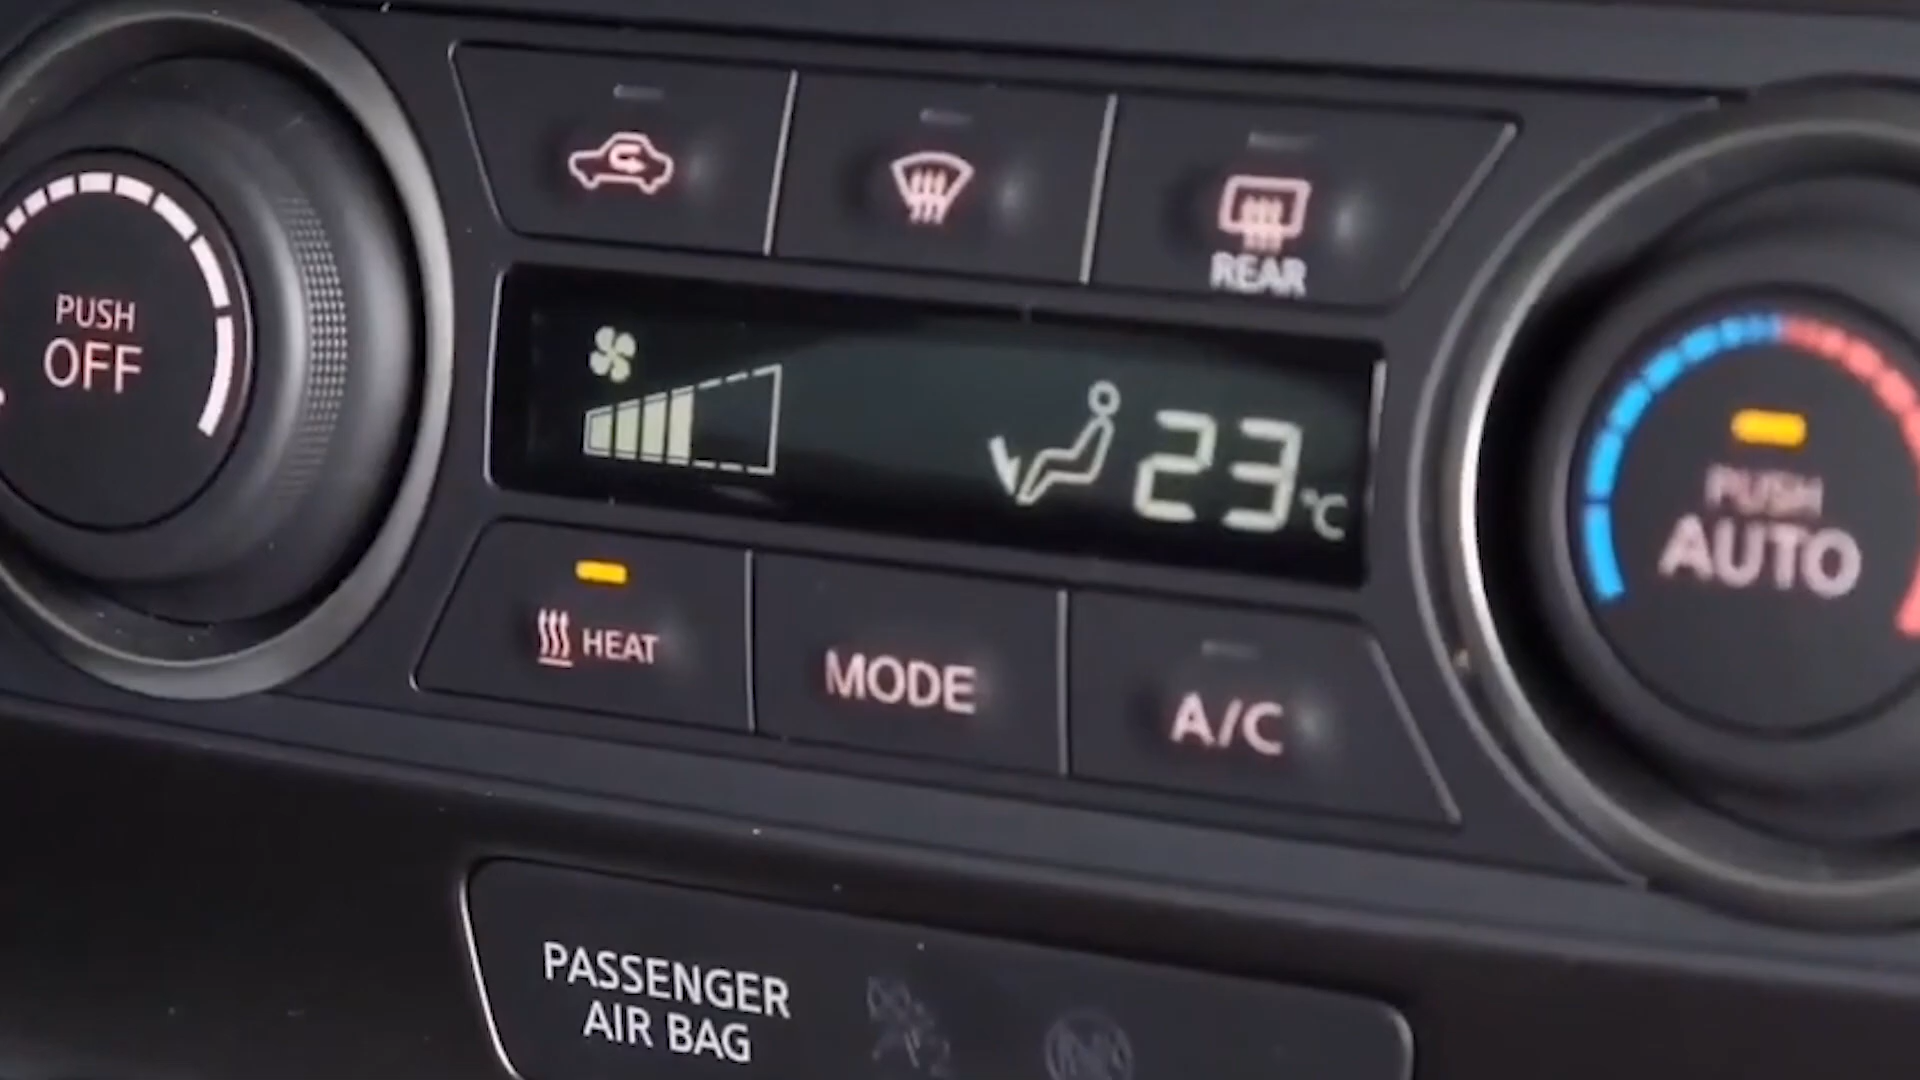 PUSH
OFF
REAR
23°C
PUSH
AUTO
HEAT
MODE
A/C
PASSENGER
AIR BAG